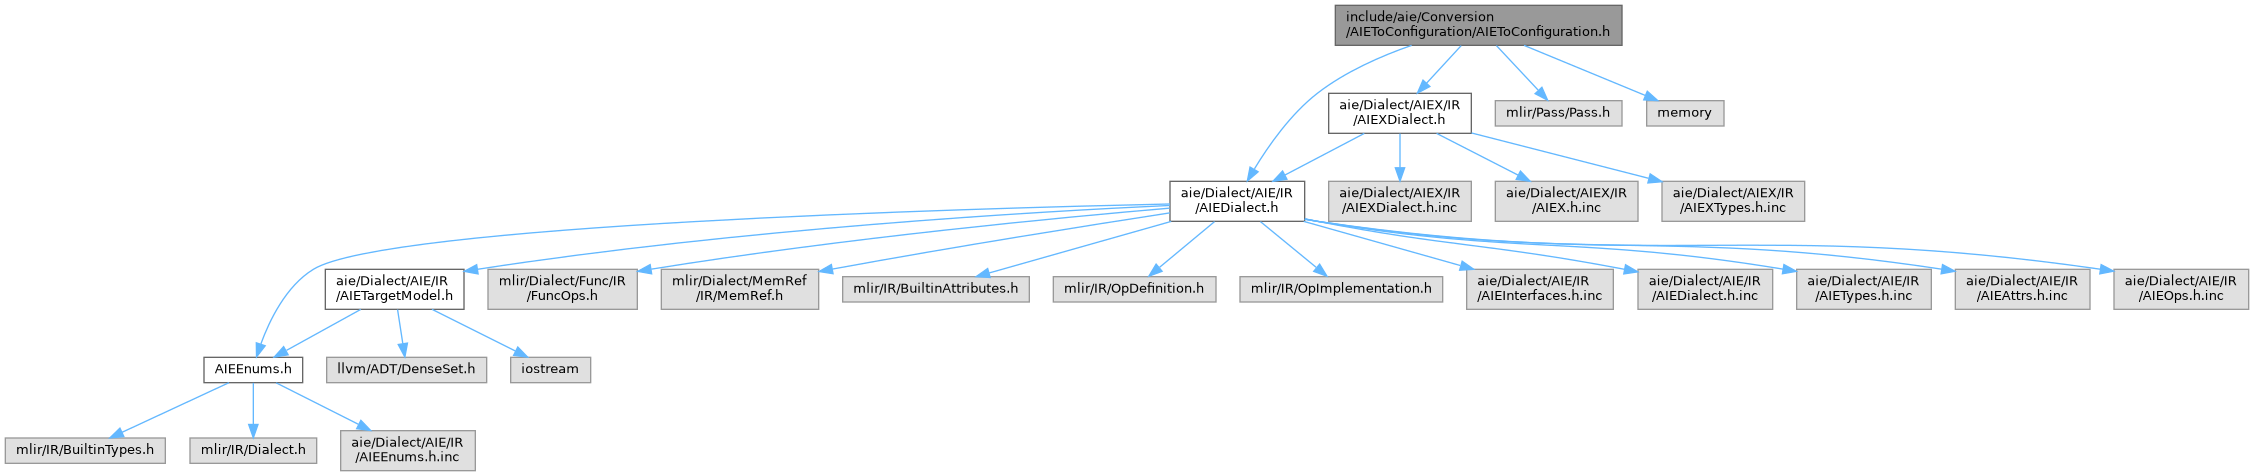 include/aie/Conversion
/AIEToConfiguration/AIEToConfiguration.h
aie/Dialect/AIEX/IR
/AIEXDialect.h
mlir/Pass/Pass.h
memory
aie/Dialect/AIE/IR
/AIEDialect.h
aie/Dialect/AIEX/IR
/AIEXDialect.h.inc
aie/Dialect/AIEX/IR
/AIEX.h.inc
aie/Dialect/AIEX/IR
/AIEXTypes.h.inc
aie/Dialect/AIE/IR
/AIETargetModel.h
mlir/Dialect/Func/IR
/FuncOps.h
mlir/Dialect/MemRef
/IR/MemRef.h
mlir/IR/BuiltinAttributes.h
mlir/IR/OpDefinition.h
mlir/IR/OpImplementation.h
aie/Dialect/AIE/IR
/AIEInterfaces.h.inc
aie/Dialect/AIE/IR
/AIEDialect.h.inc
aie/Dialect/AIE/IR
/AIETypes.h.inc
aie/Dialect/AIE/IR
/AIEAttrs.h.inc
aie/Dialect/AIE/IR
/AIEOps.h.inc
AIEEnums.h
llvm/ADT/DenseSet.h
iostream
mlir/IR/BuiltinTypes.h
mlir/IR/Dialect.h
aie/Dialect/AIE/IR
/AIEEnums.h.inc